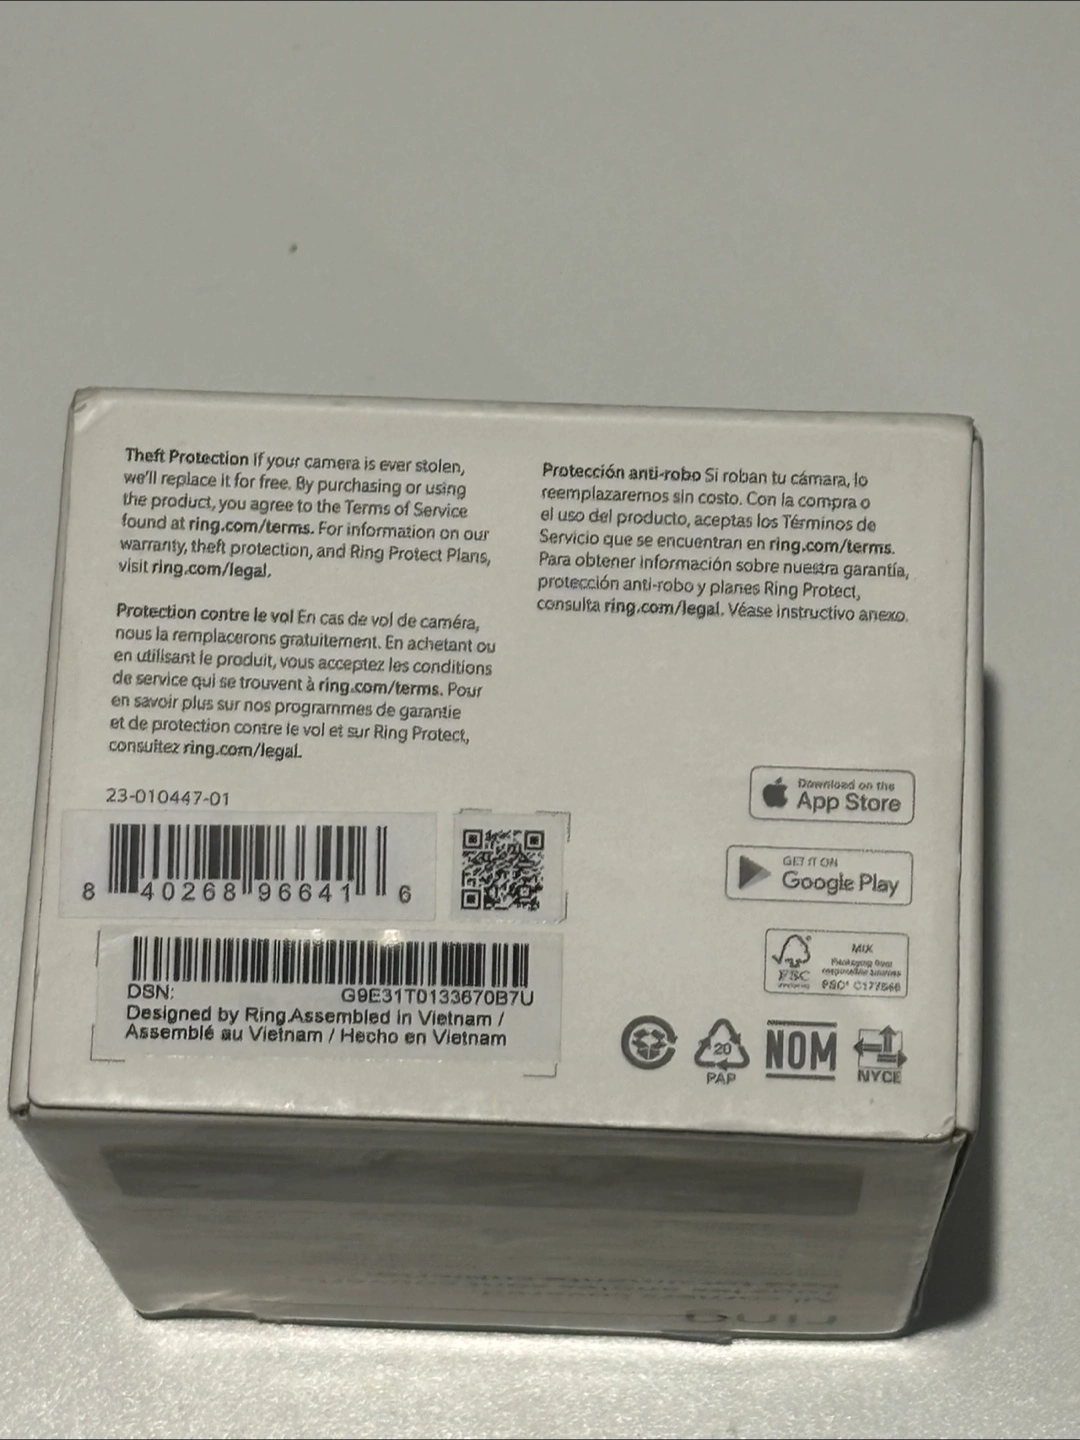 Theft Protection If your camera is ever stolen,
we'll replace it for free. By purchasing or using
the product, you agree to the Terms of Service
found at ring.com/terms. For information on our
warranty, theft protection, and Ring Protect Plans,
visit ring.com/legal.
Protection contre le vol En cas de vol de caméra,
nous la remplacerons gratuitement. En achetant ou
en utilisant le produit, vous acceptez les conditions
de service qui se trouvent à ring.com/terms. Pour
en savoir plus sur nos programmes de garantie
et de protection contre le vol et sur Ring Protect,
consultez ring.com/legal.
Protección anti-robo Si roban tu cámara, lo
reemplazaremos sin costo. Con la compra o
el uso del producto, aceptas los Términos de
Servicio que se encuentran en ring.com/terms.
Para obtener información sobre nuestra garantía,
protección anti-robo y planes Ring Protect,
consulta ring.com/legal. Véase instructivo anexo.
23-010447-01
8 40268 96641 6
DSN: G9E31T0133670B7U
Designed by Ring.Assembled in Vietnam /
Assemblé au Vietnam / Hecho en Vietnam
Download on the
App Store
GET IT ON
Google Play
FSC
MIX
Packaging from
responsible sources
FSC® C177546
20
PAP
NOM
NYCE
ring